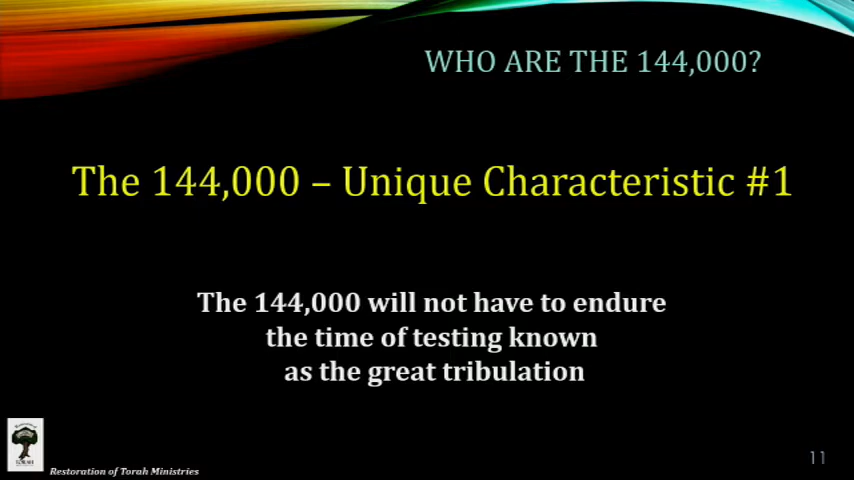 WHO ARE THE 144,000?
The 144,000 – Unique Characteristic #1
The 144,000 will not have to endure
the time of testing known
as the great tribulation
TORAH
Restoration of Torah Ministries
11